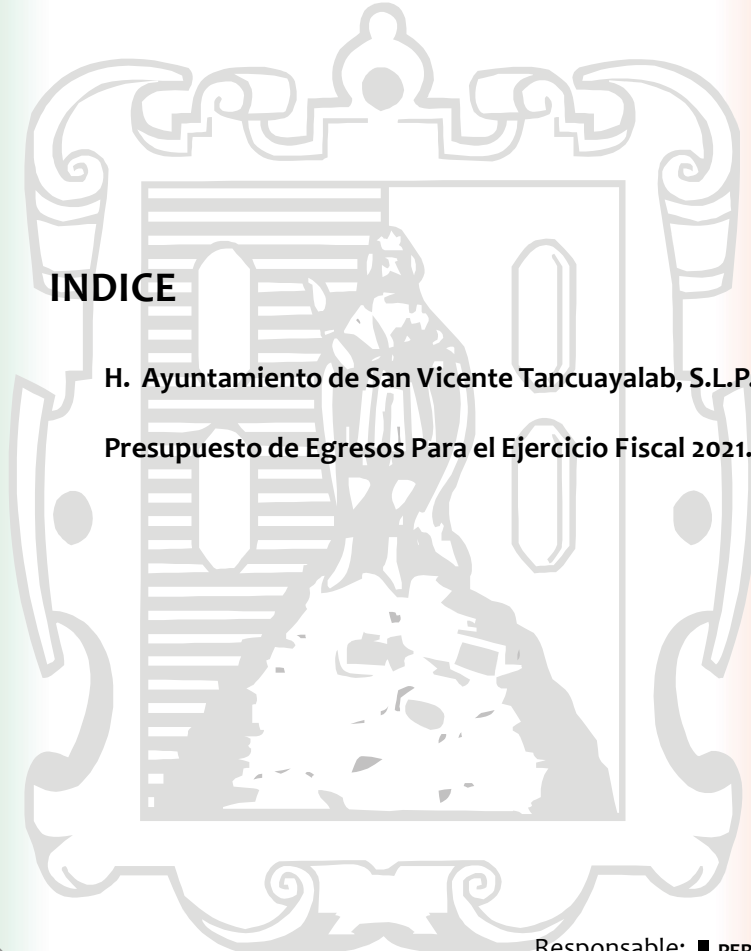 INDICE
H. Ayuntamiento de San Vicente Tancuayalab, S.L.P.
Presupuesto de Egresos Para el Ejercicio Fiscal 2021.
Responsable: